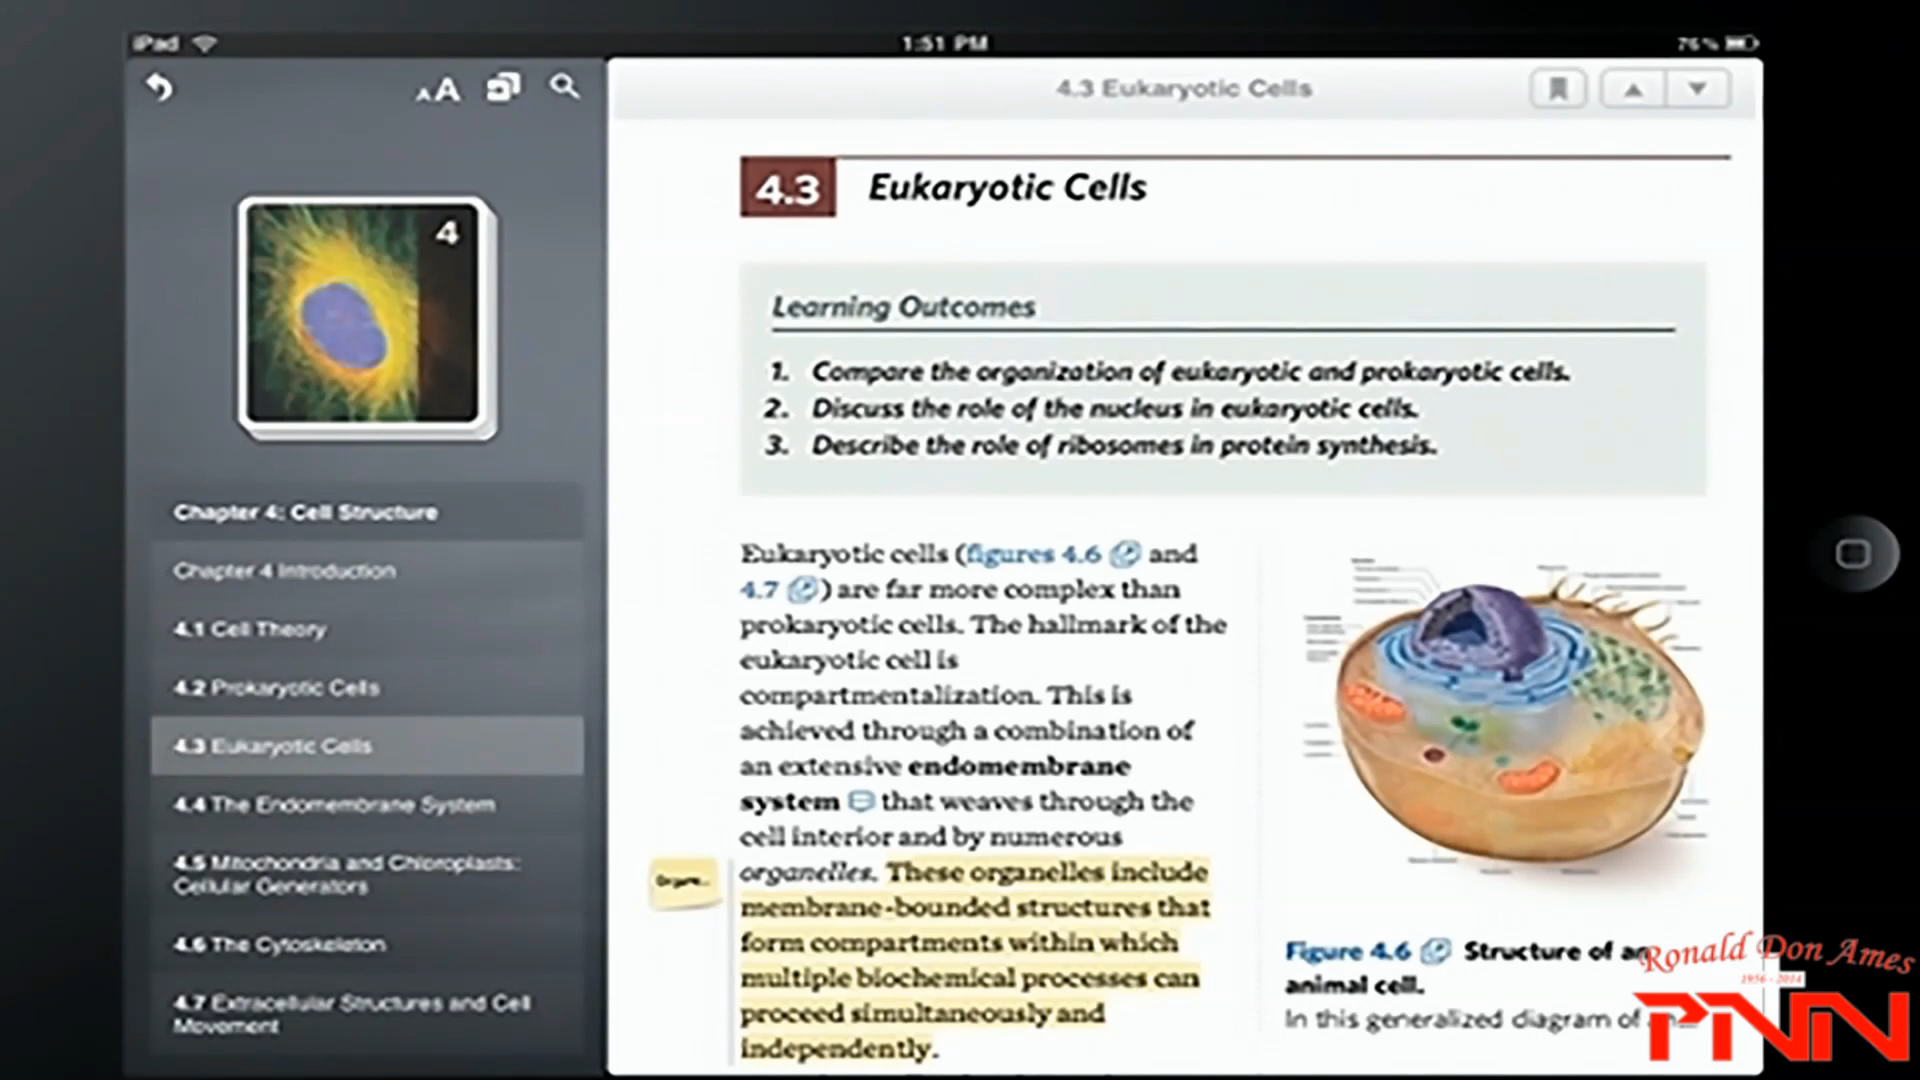 iPad
1:51 PM
76%
AA
4.3 Eukaryotic Cells
4
4.3 Eukaryotic Cells
Learning Outcomes
1. Compare the organization of eukaryotic and prokaryotic cells.
2. Discuss the role of the nucleus in eukaryotic cells.
3. Describe the role of ribosomes in protein synthesis.
Chapter 4: Cell Structure
Chapter 4 Introduction
4.1 Cell Theory
4.2 Prokaryotic Cells
4.3 Eukaryotic Cells
4.4 The Endomembrane System
4.5 Mitochondria and Chloroplasts:
Cellular Generators
4.6 The Cytoskeleton
4.7 Extracellular Structures and Cell
Movement
Eukaryotic cells (figures 4.6 and
4.7) are far more complex than
prokaryotic cells. The hallmark of the
eukaryotic cell is
compartmentalization. This is
achieved through a combination of
an extensive endomembrane
system that weaves through the
cell interior and by numerous
organelles. These organelles include
membrane-bounded structures that
form compartments within which
multiple biochemical processes can
proceed simultaneously and
independently.
Figure 4.6 Structure of an
animal cell.
In this generalized diagram of
Ronald Don Ames
1956 - 2014
PNN